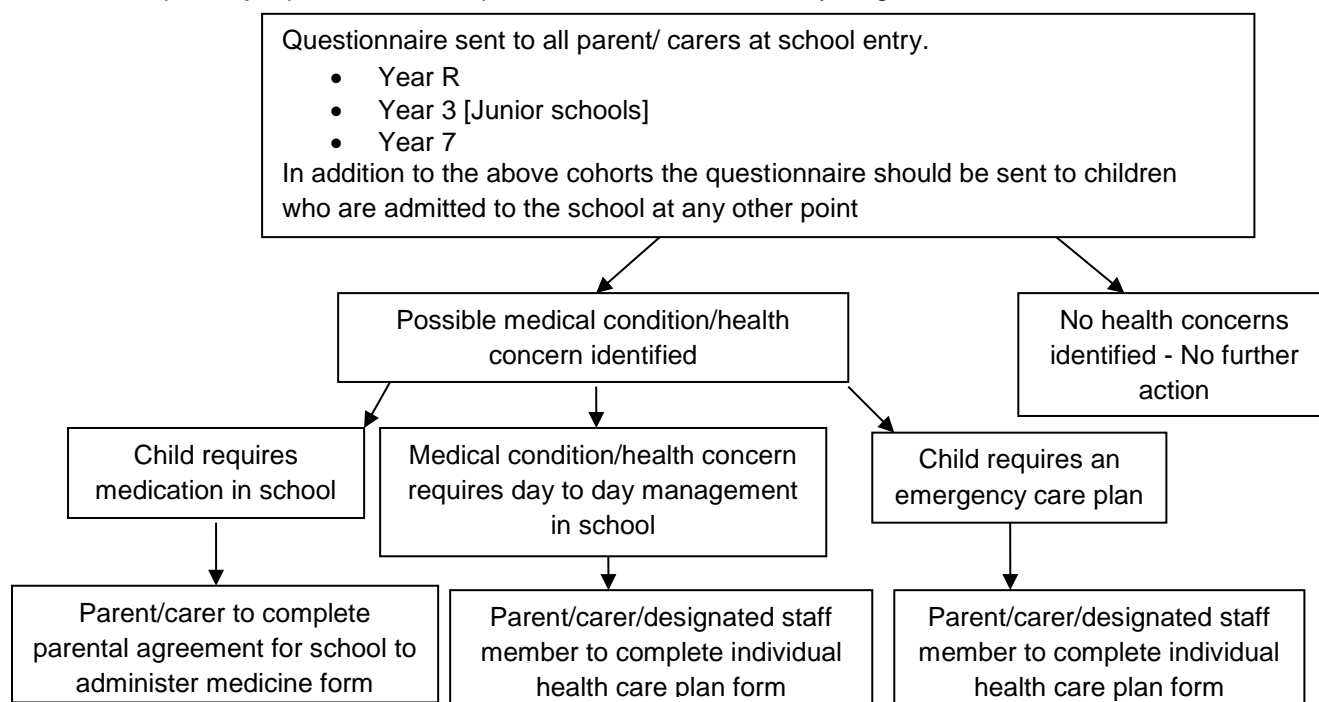 Questionnaire sent to all parent/ carers at school entry.
• Year R
• Year 3 [Junior schools]
• Year 7
In addition to the above cohorts the questionnaire should be sent to children
who are admitted to the school at any other point
Possible medical condition/health
concern identified
No health concerns
identified - No further
action
Child requires
medication in school
Medical condition/health concern
requires day to day management
in school
Child requires an
emergency care plan
Parent/carer to complete
parental agreement for school to
administer medicine form
Parent/carer/designated staff
member to complete individual
health care plan form
Parent/carer/designated staff
member to complete individual
health care plan form